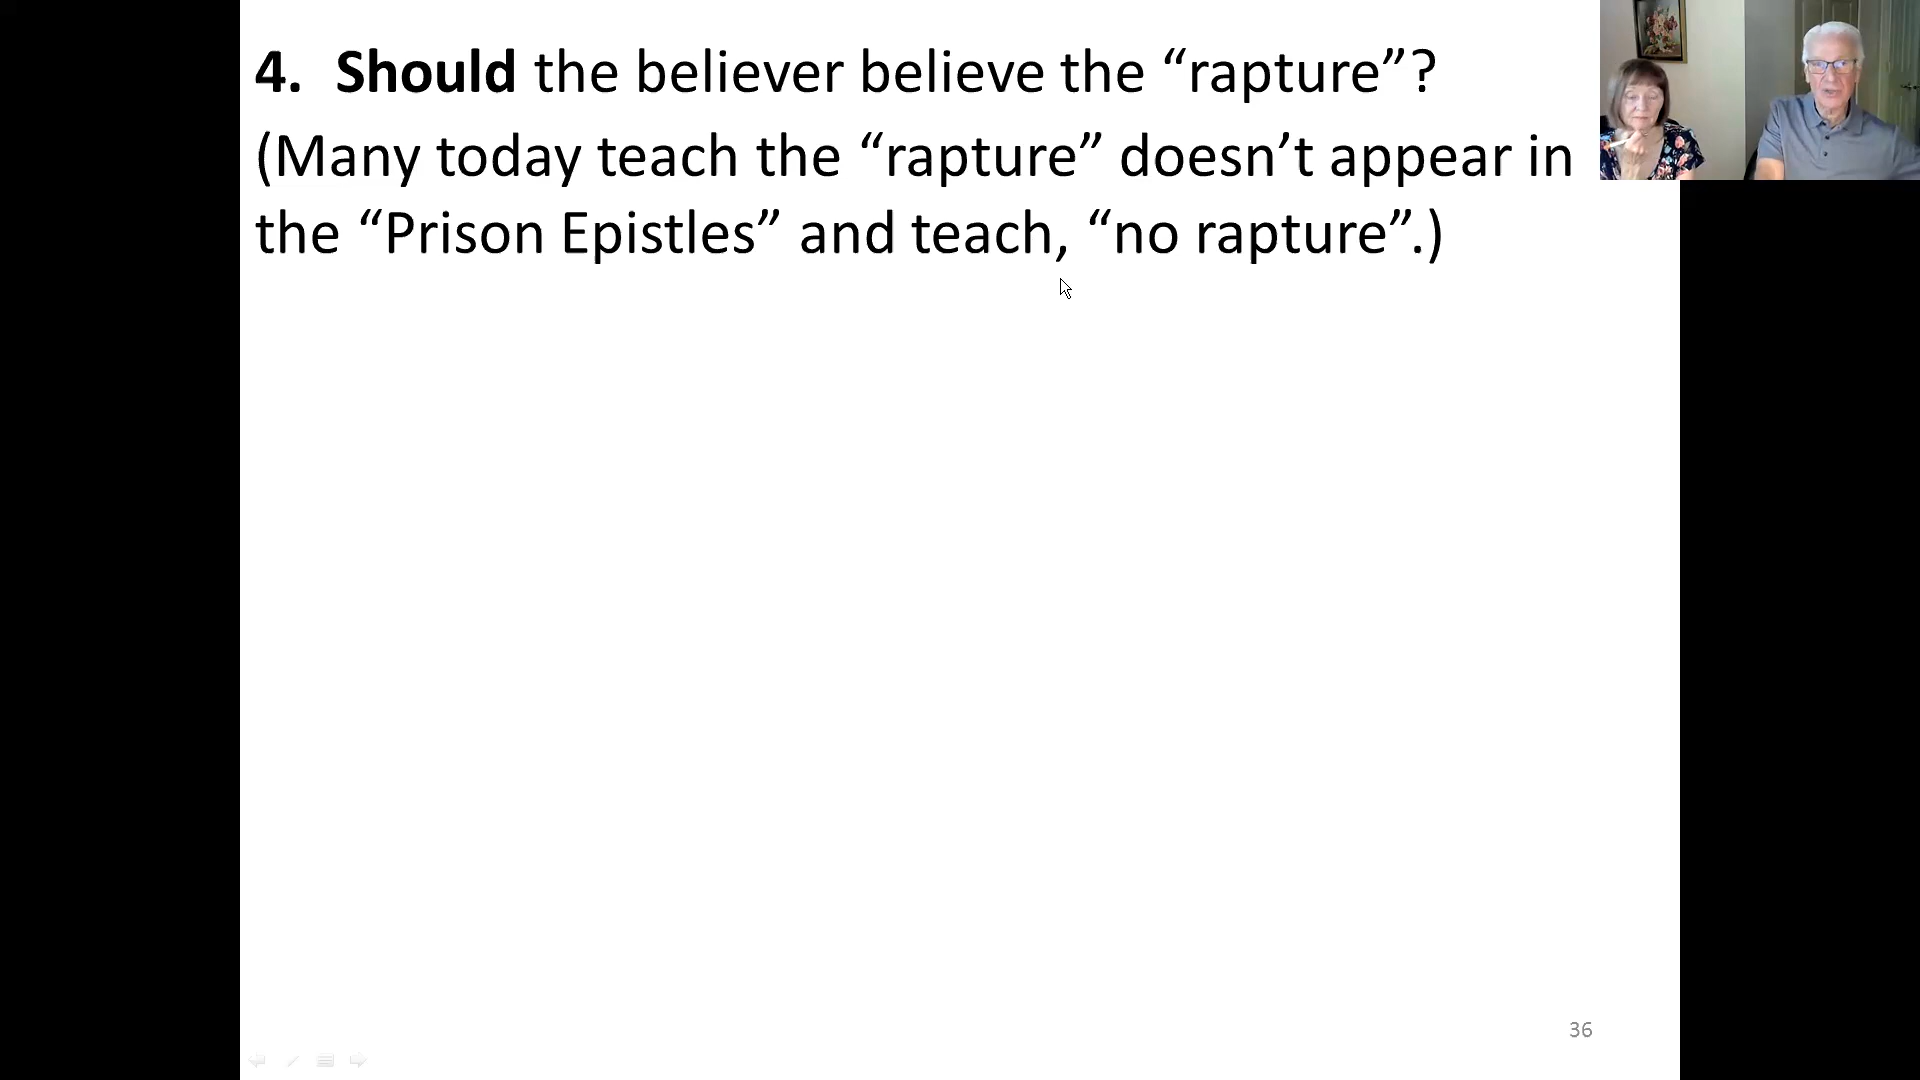 4. Should the believer believe the “rapture”?
(Many today teach the “rapture” doesn’t appear in
the “Prison Epistles” and teach, “no rapture”.)
36